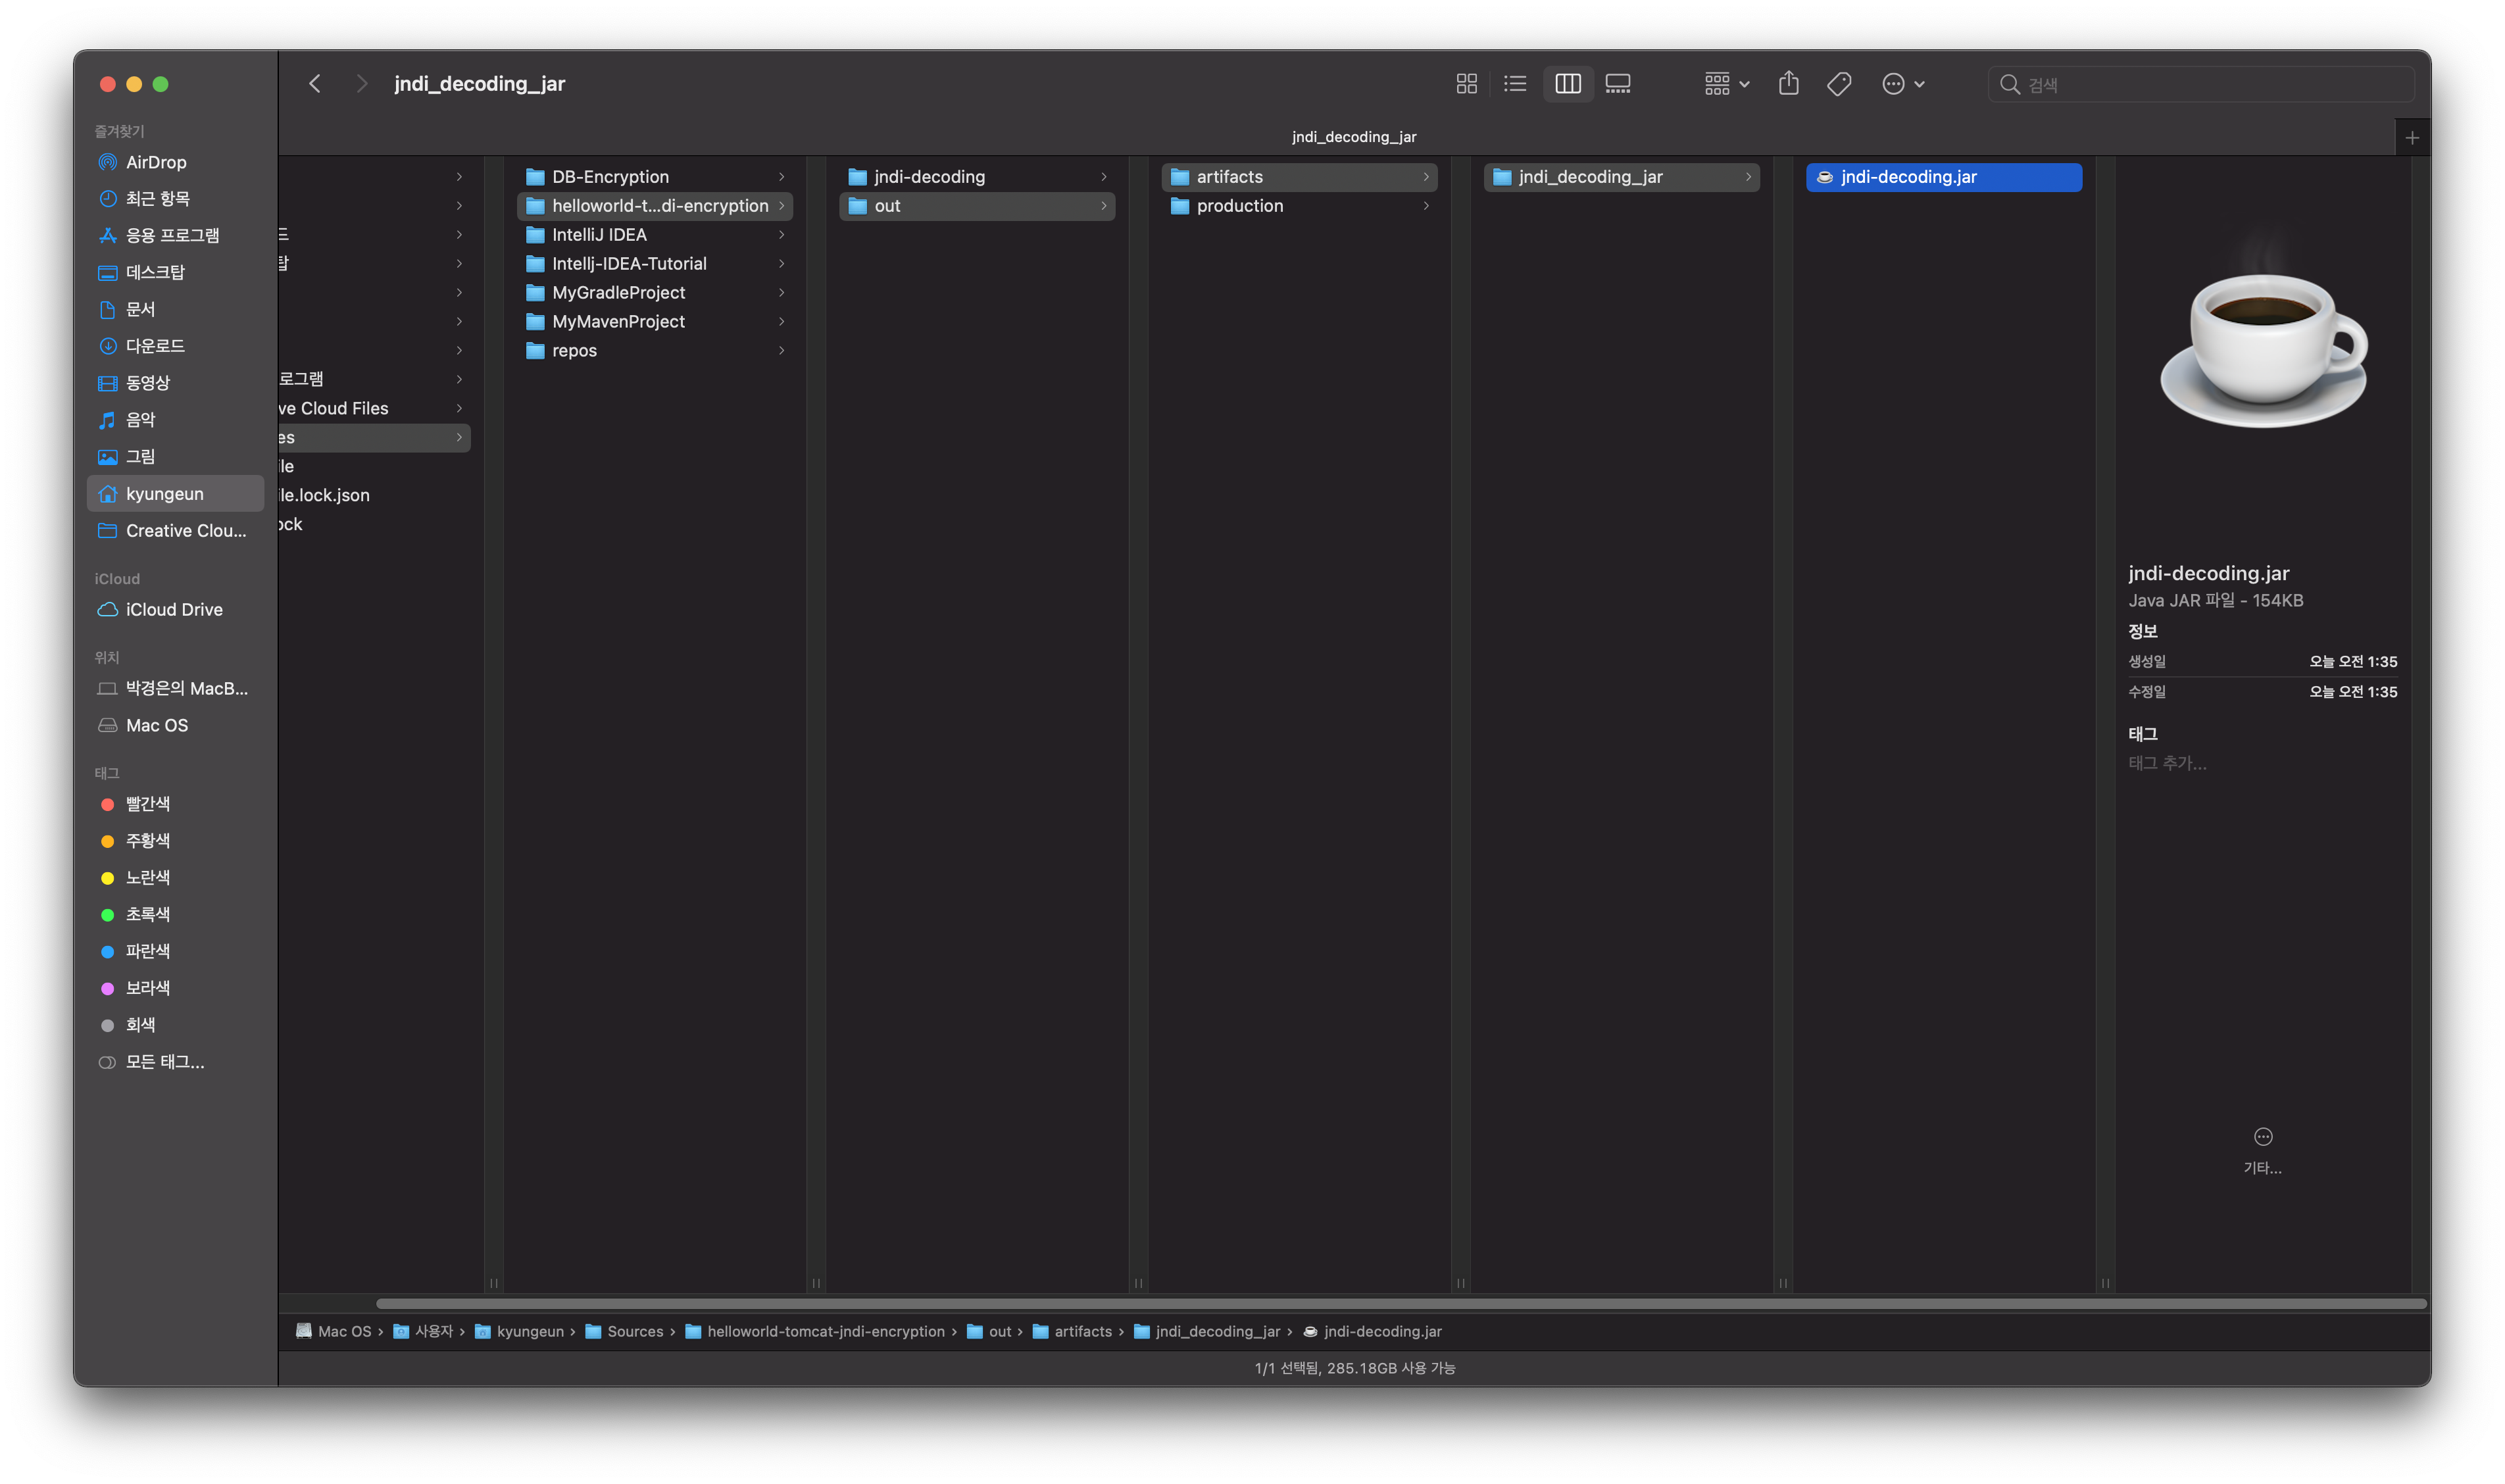 jndi_decoding_jar
검색
jndi_decoding_jar
즐겨찾기
AirDrop
최근 항목
응용 프로그램
데스크탑
문서
다운로드
동영상
음악
그림
kyungeun
Creative Clou...
iCloud
iCloud Drive
위치
박경은의 MacB...
Mac OS
태그
빨간색
주황색
노란색
초록색
파란색
보라색
회색
모든 태그...
드
탑
로그램
ve Cloud Files
es
ile
ile.lock.json
ock
DB-Encryption
helloworld-t...di-encryption
IntelliJ IDEA
Intellj-IDEA-Tutorial
MyGradleProject
MyMavenProject
repos
jndi-decoding
out
artifacts
production
jndi_decoding_jar
jndi-decoding.jar
jndi-decoding.jar
Java JAR 파일 - 154KB
정보
생성일 오늘 오전 1:35
수정일 오늘 오전 1:35
태그
태그 추가...
기타...
Mac OS › 사용자 › kyungeun › Sources › helloworld-tomcat-jndi-encryption › out › artifacts › jndi_decoding_jar › jndi-decoding.jar
1/1 선택됨, 285.18GB 사용 가능